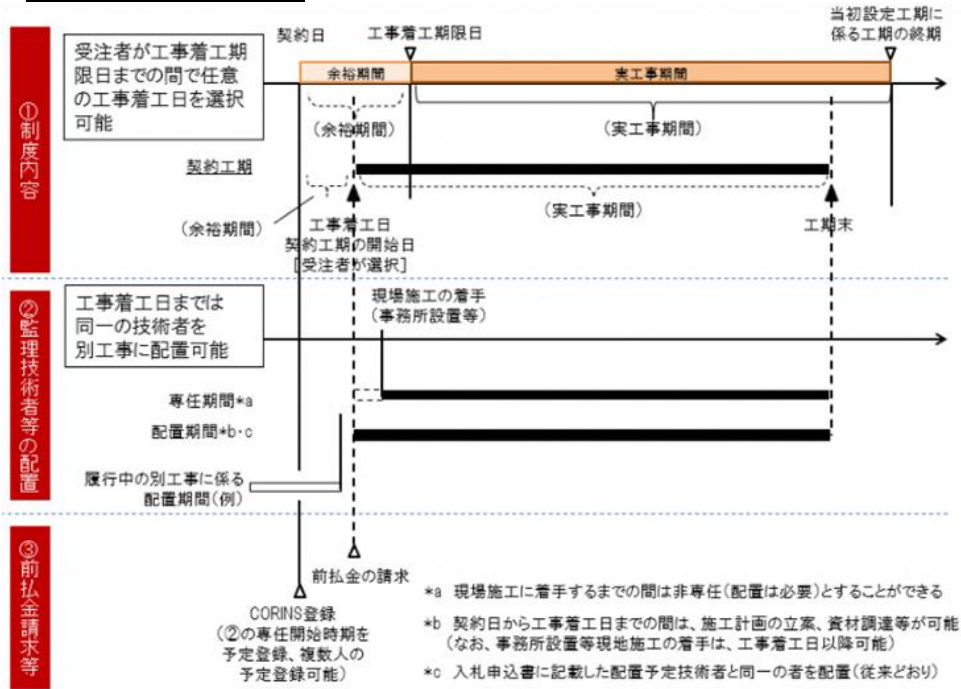 ①制度内容
受注者が工事着工期
限日までの間で任意
の工事着工日を選択
可能
契約日
工事着工期限日
当初設定工期に
係る工期の終期
余裕期間
実工事期間
(余裕期間)
(実工事期間)
契約工期
(余裕期間)
(実工事期間)
工事着工日
契約工期の開始日
[受注者が選択]
工期末
②監理技術者等の配置
工事着工日までは
同一の技術者を
別工事に配置可能
現場施工の着手
(事務所設置等)
専任期間*a
配置期間*b・c
履行中の別工事に係る
配置期間(例)
③前払金請求等
前払金の請求
CORINS登録
(②の専任開始時期を
予定登録、複数人の
予定登録可能)
*a 現場施工に着手するまでの間は非専任(配置は必要)とすることができる
*b 契約日から工事着工日までの間は、施工計画の立案、資材調達等が可能
(なお、事務所設置等現地施工の着手は、工事着工日以降可能)
*c 入札申込書に記載した配置予定技術者と同一の者を配置(従来どおり)